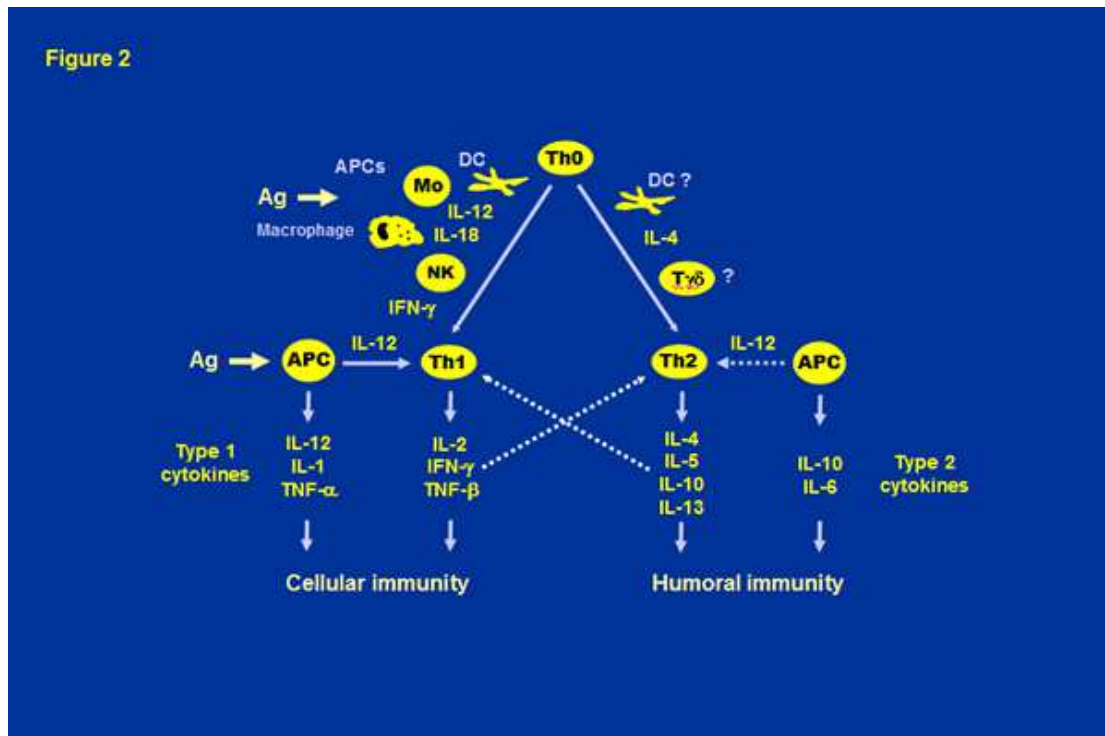 Figure 2
Th0
DC
APCs
Mo
Ag
IL-12
Macrophage
IL-18
NK
IFN-γ
DC ?
IL-4
Tγδ ?
Ag
APC
IL-12
Th1
Th2
IL-12
APC
Type 1
cytokines
IL-12
IL-1
TNF-α
IL-2
IFN-γ
TNF-β
IL-4
IL-5
IL-10
IL-13
IL-10
IL-6
Type 2
cytokines
Cellular immunity
Humoral immunity